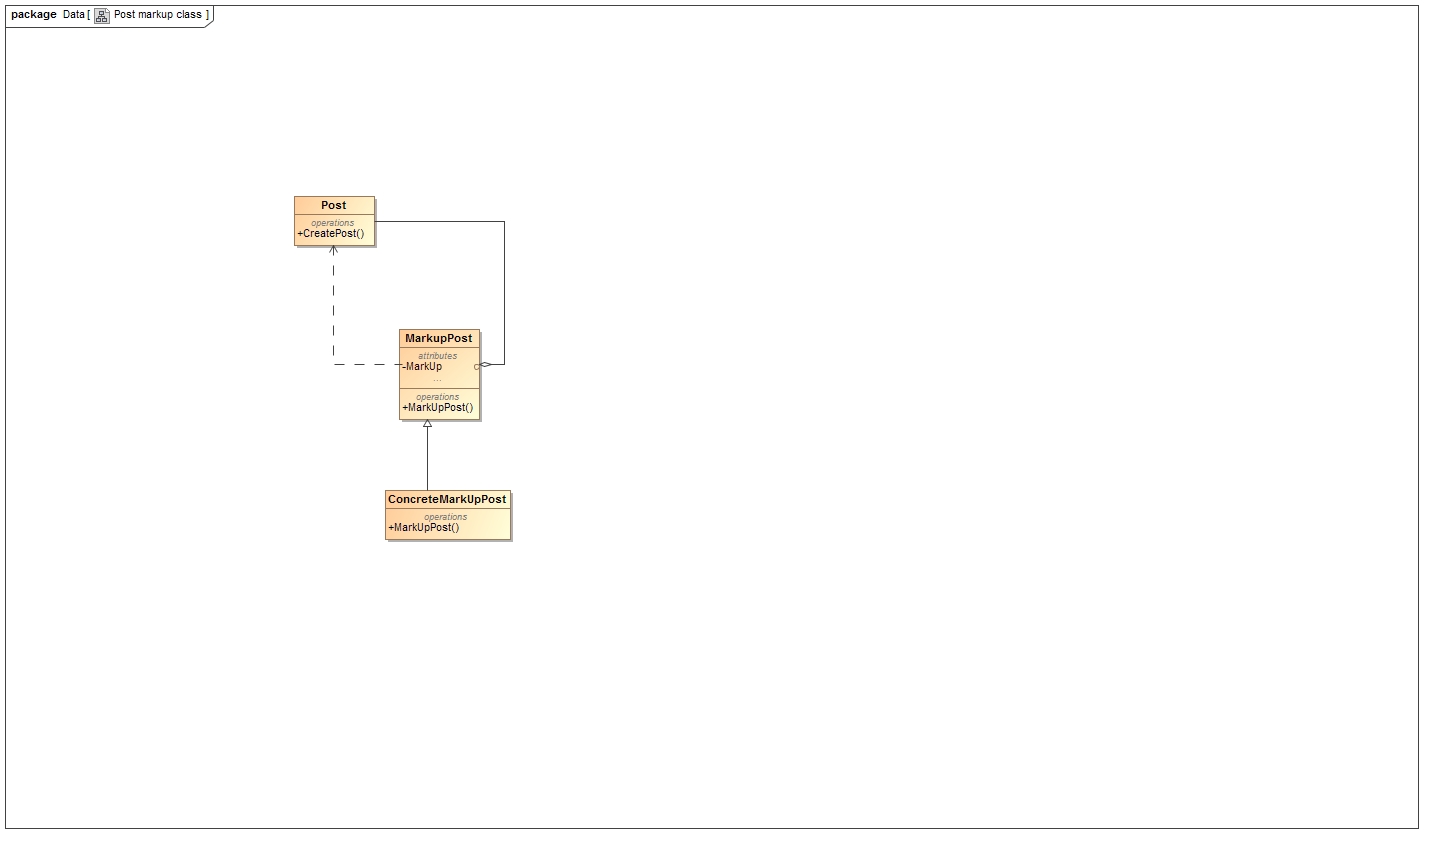 package Data [ Post markup class ]
Post
operations
+CreatePost()
MarkupPost
attributes
-MarkUp
...
operations
+MarkUpPost()
ConcreteMarkUpPost
operations
+MarkUpPost()